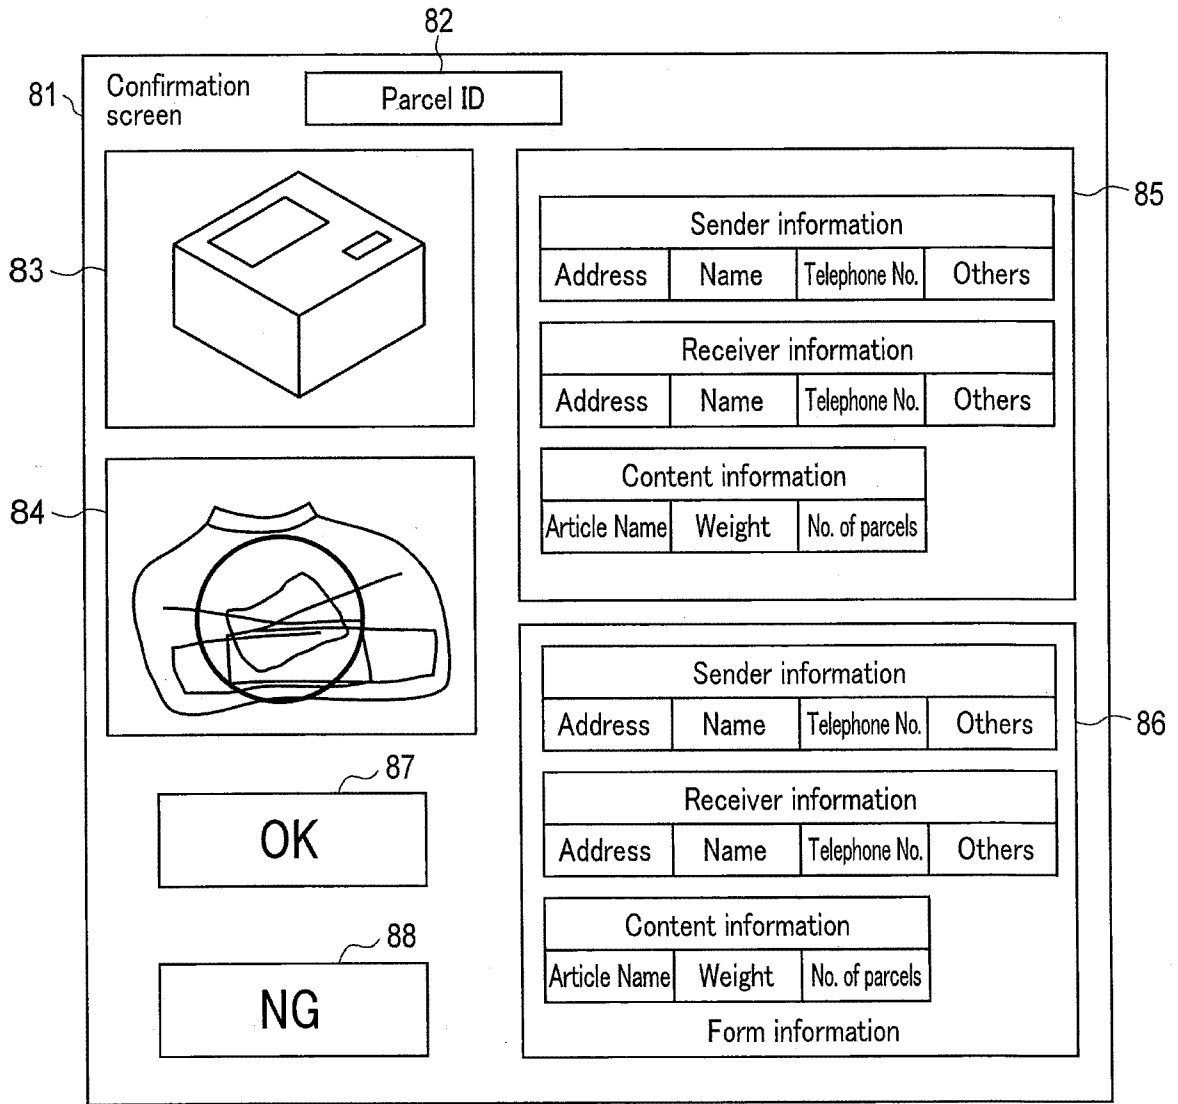 82
81
Confirmation
screen
Parcel ID
83
85
Sender information
Address Name Telephone No. Others
Receiver information
Address Name Telephone No. Others
Content information
Article Name Weight No. of parcels
84
86
Sender information
Address Name Telephone No. Others
Receiver information
Address Name Telephone No. Others
Content information
Article Name Weight No. of parcels
Form information
87
OK
88
NG